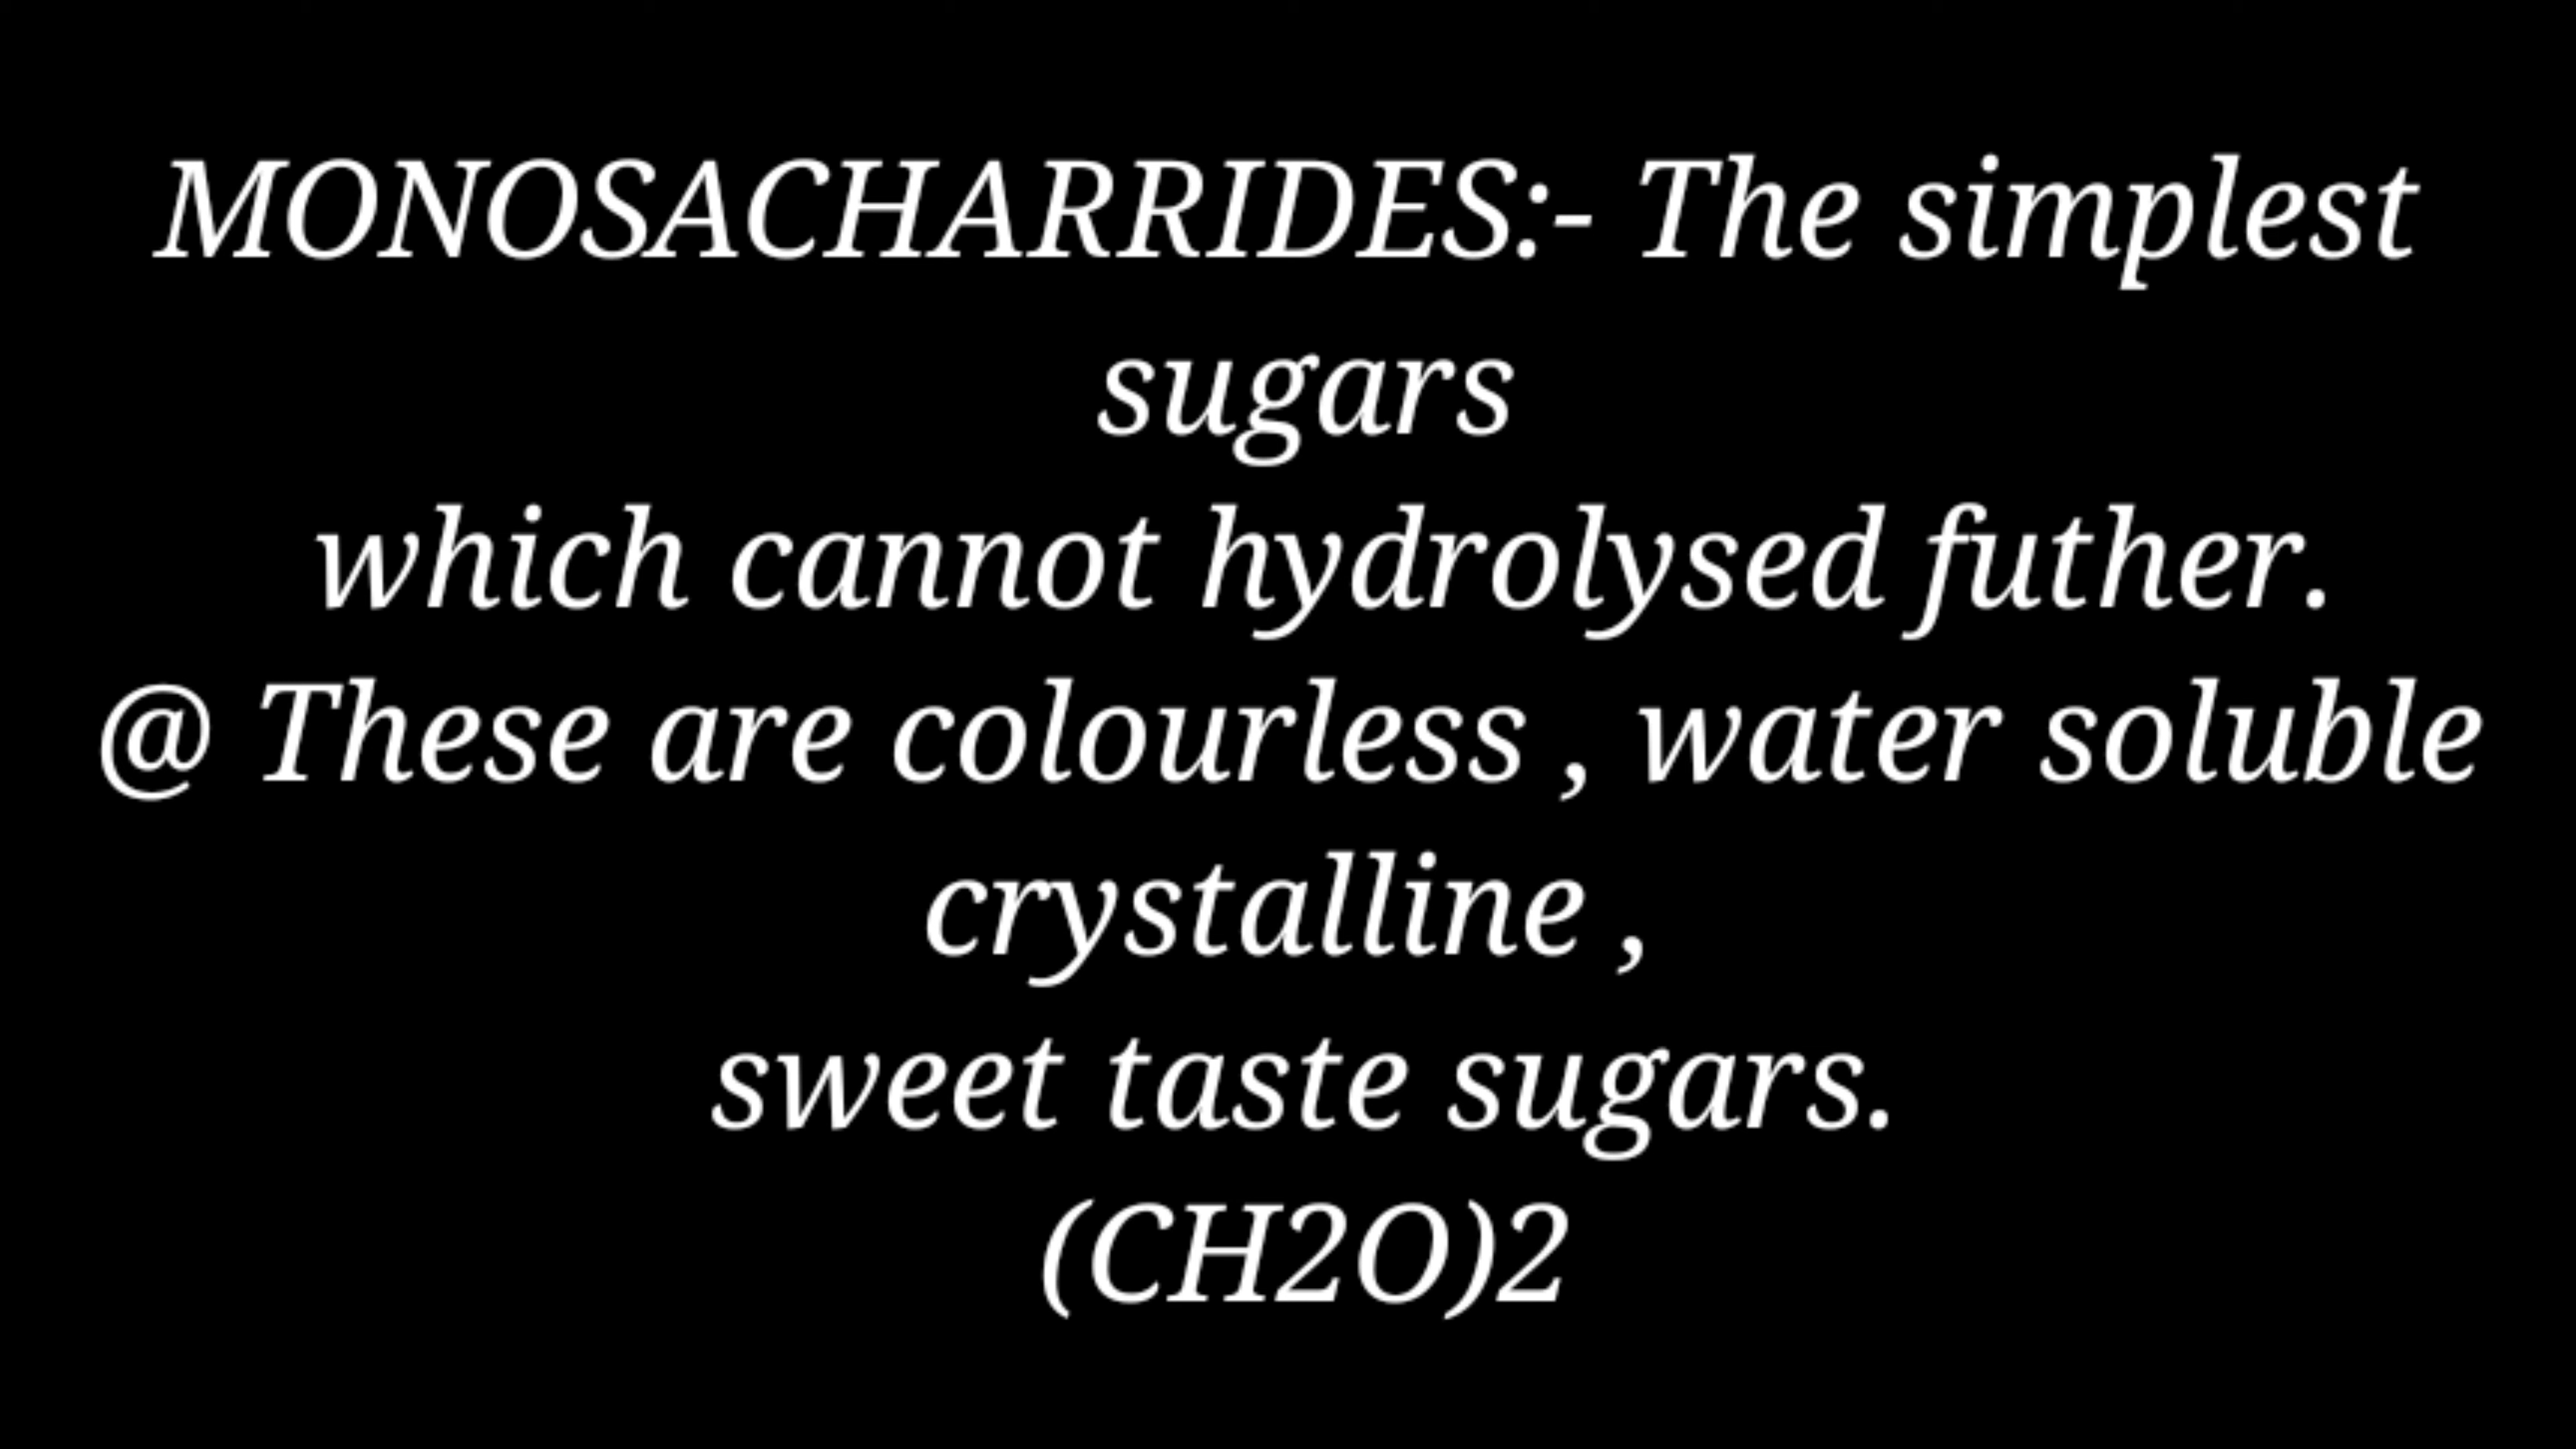 MONOSACHARRIDES:- The simplest
sugars
which cannot hydrolysed futher.
@ These are colourless , water soluble
crystalline ,
sweet taste sugars.
(CH2O)2